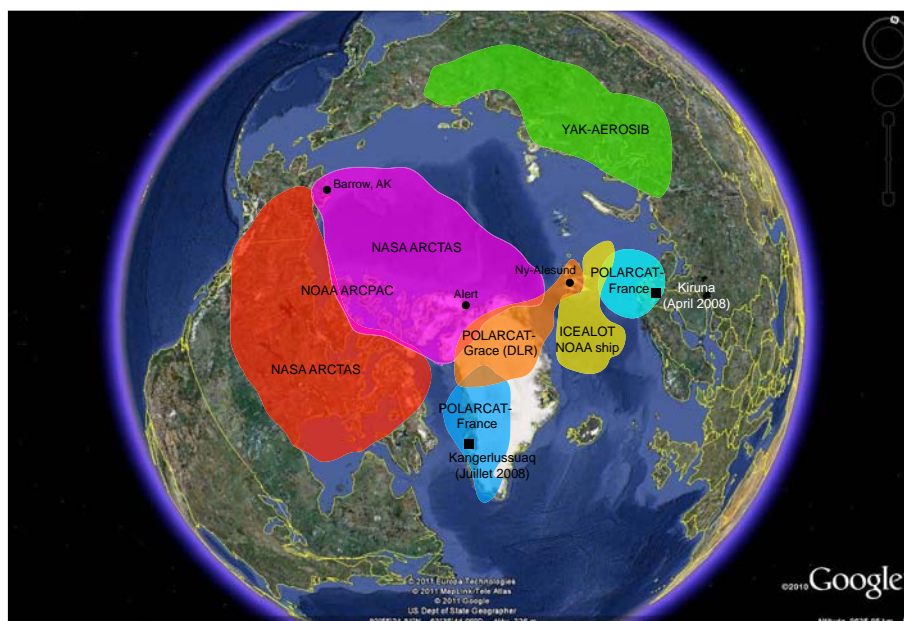 YAK-AEROSIB
Barrow, AK
NASA ARCTAS
Ny-Alesund
POLARCAT-
France
Kiruna
(April 2008)
NOAA ARCPAC
Alert
POLARCAT-
Grace (DLR)
ICEALOT
NOAA ship
NASA ARCTAS
POLARCAT-
France
Kangerlussuaq
(Juillet 2008)
© 2011 Europa Technologies
© 2011 MapLink/Tele Atlas
© 2011 Google
US Dept of State Geographer
©2010 Google